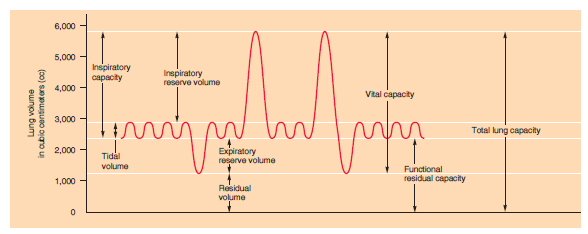 Lung volume
in cubic centimeters (cc)
6,000
5,000
4,000
3,000
2,000
1,000
0
Inspiratory
capacity
Inspiratory
reserve volume
Vital capacity
Total lung capacity
Tidal
volume
Expiratory
reserve volume
Residual
volume
Functional
residual capacity